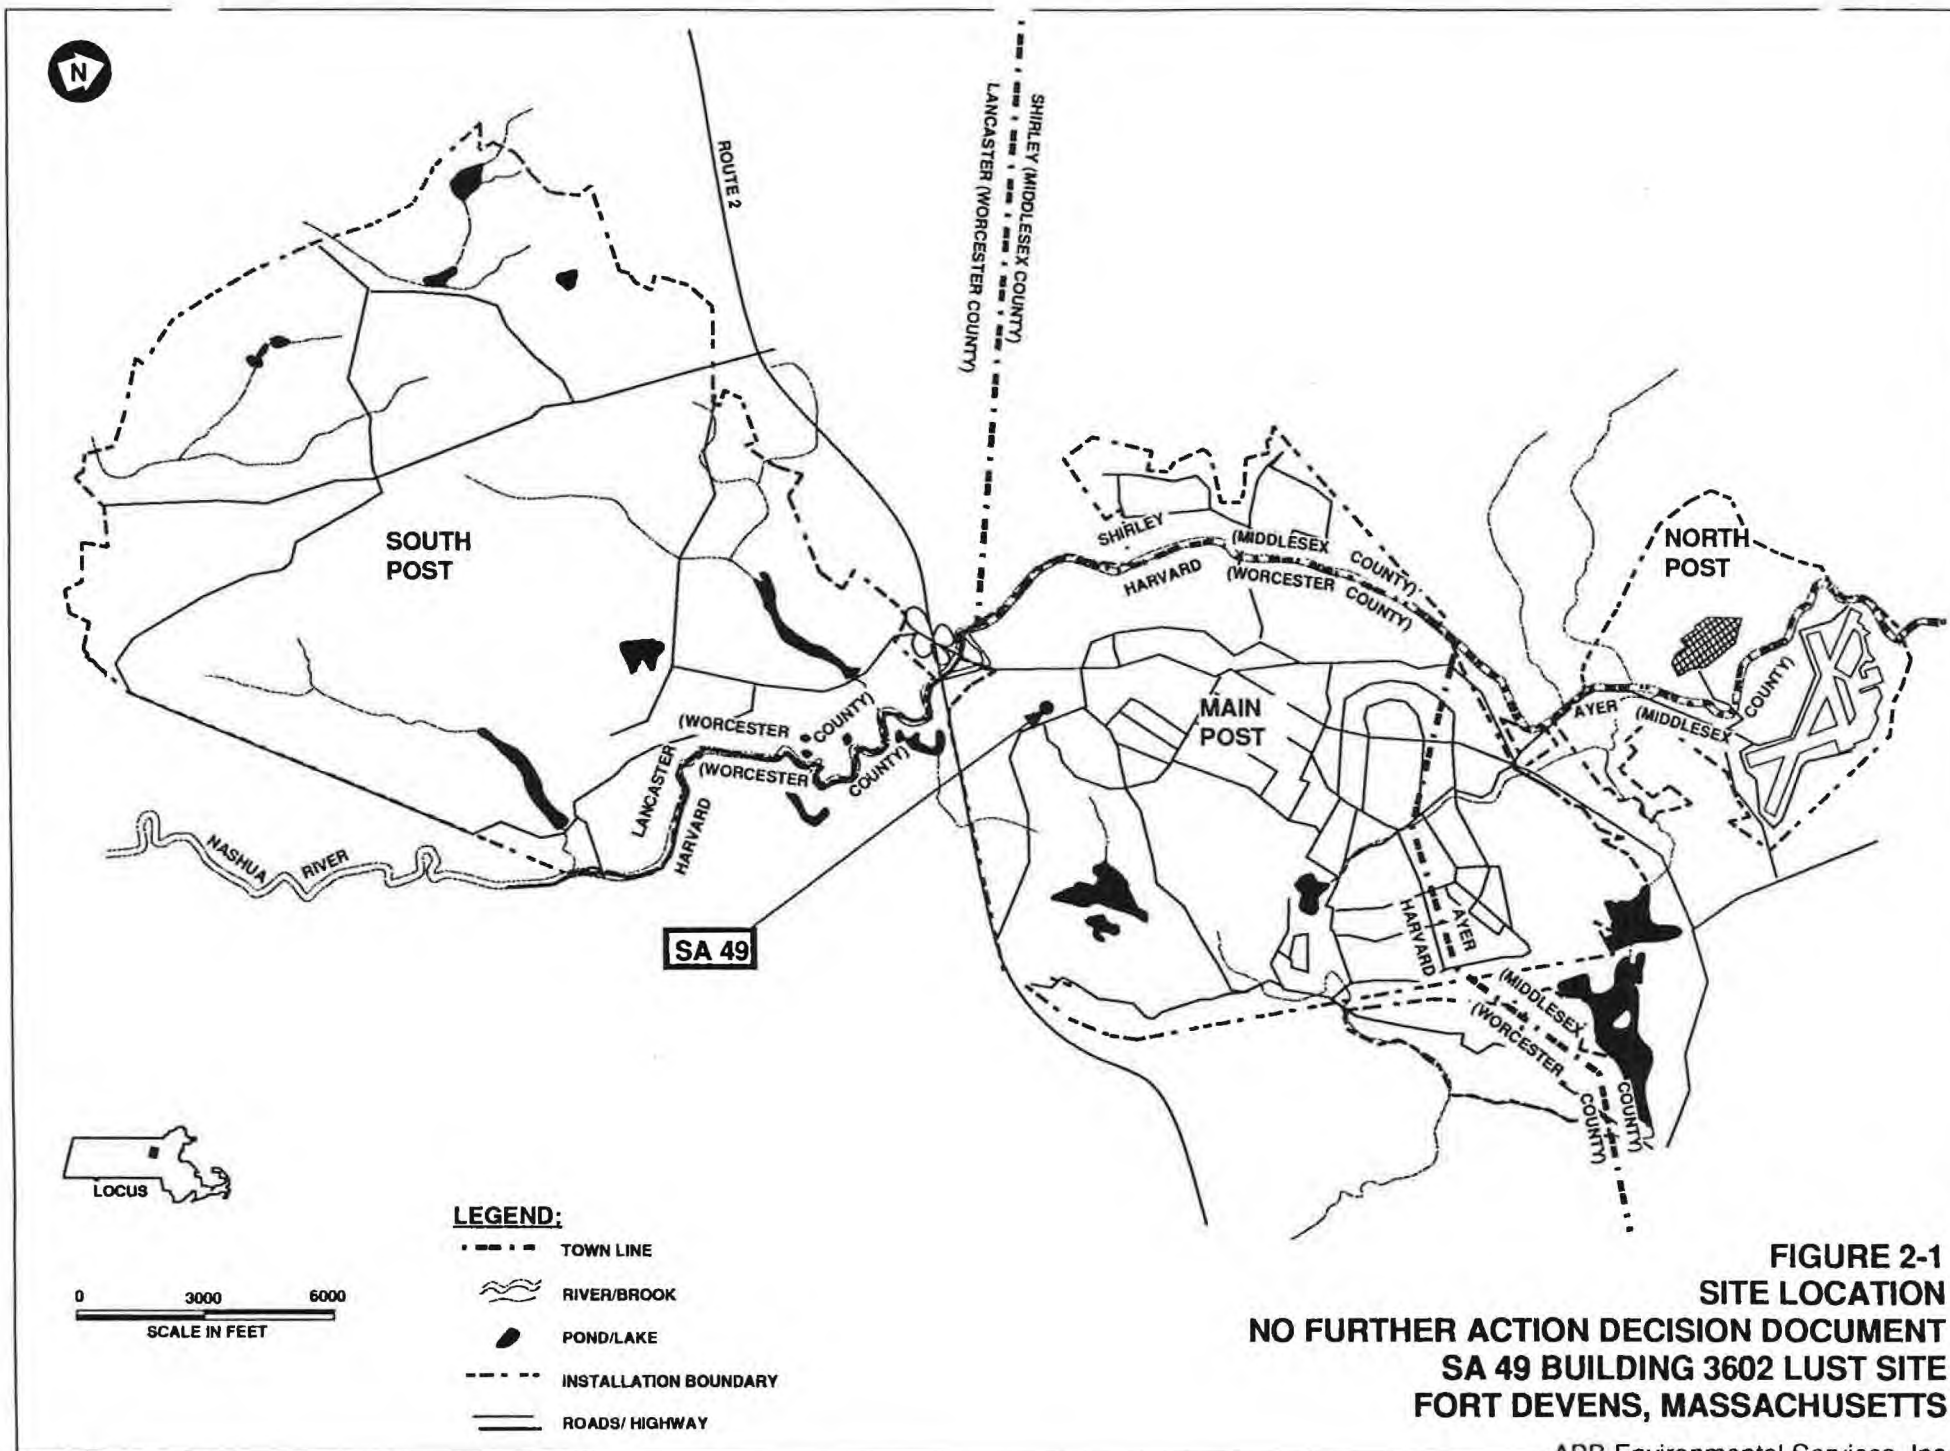 N
ROUTE 2
SHIRLEY (MIDDLESEX COUNTY)
LANCASTER (WORCESTER COUNTY)
SOUTH
POST
NORTH
POST
SHIRLEY (MIDDLESEX COUNTY)
HARVARD (WORCESTER COUNTY)
MAIN
POST
AYER (MIDDLESEX COUNTY)
LANCASTER (WORCESTER COUNTY)
HARVARD (WORCESTER COUNTY)
NASHUA RIVER
SA 49
AYER (MIDDLESEX COUNTY)
HARVARD (WORCESTER COUNTY)
LOCUS
0 3000 6000
SCALE IN FEET
LEGEND:
TOWN LINE
RIVER/BROOK
POND/LAKE
INSTALLATION BOUNDARY
ROADS/ HIGHWAY
FIGURE 2-1
SITE LOCATION
NO FURTHER ACTION DECISION DOCUMENT
SA 49 BUILDING 3602 LUST SITE
FORT DEVENS, MASSACHUSETTS
Environmental Services, Inc